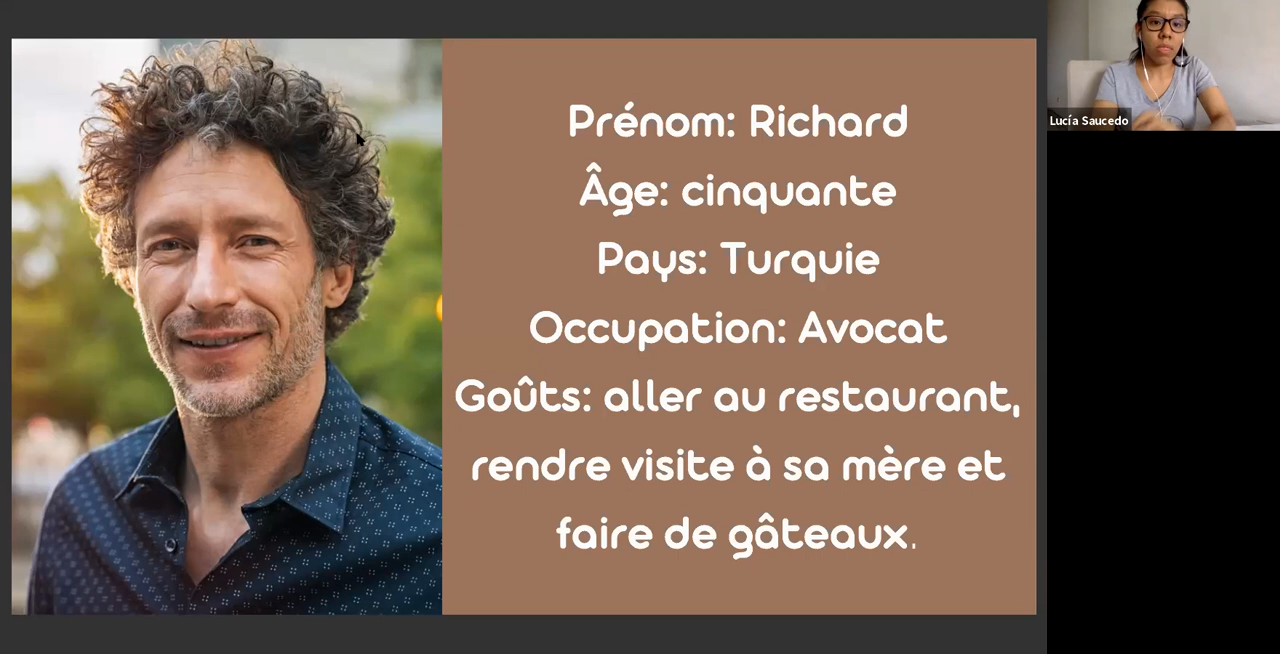 Prénom: Richard
Âge: cinquante
Pays: Turquie
Occupation: Avocat
Goûts: aller au restaurant,
rendre visite à sa mère et
faire de gâteaux.
Lucía Saucedo